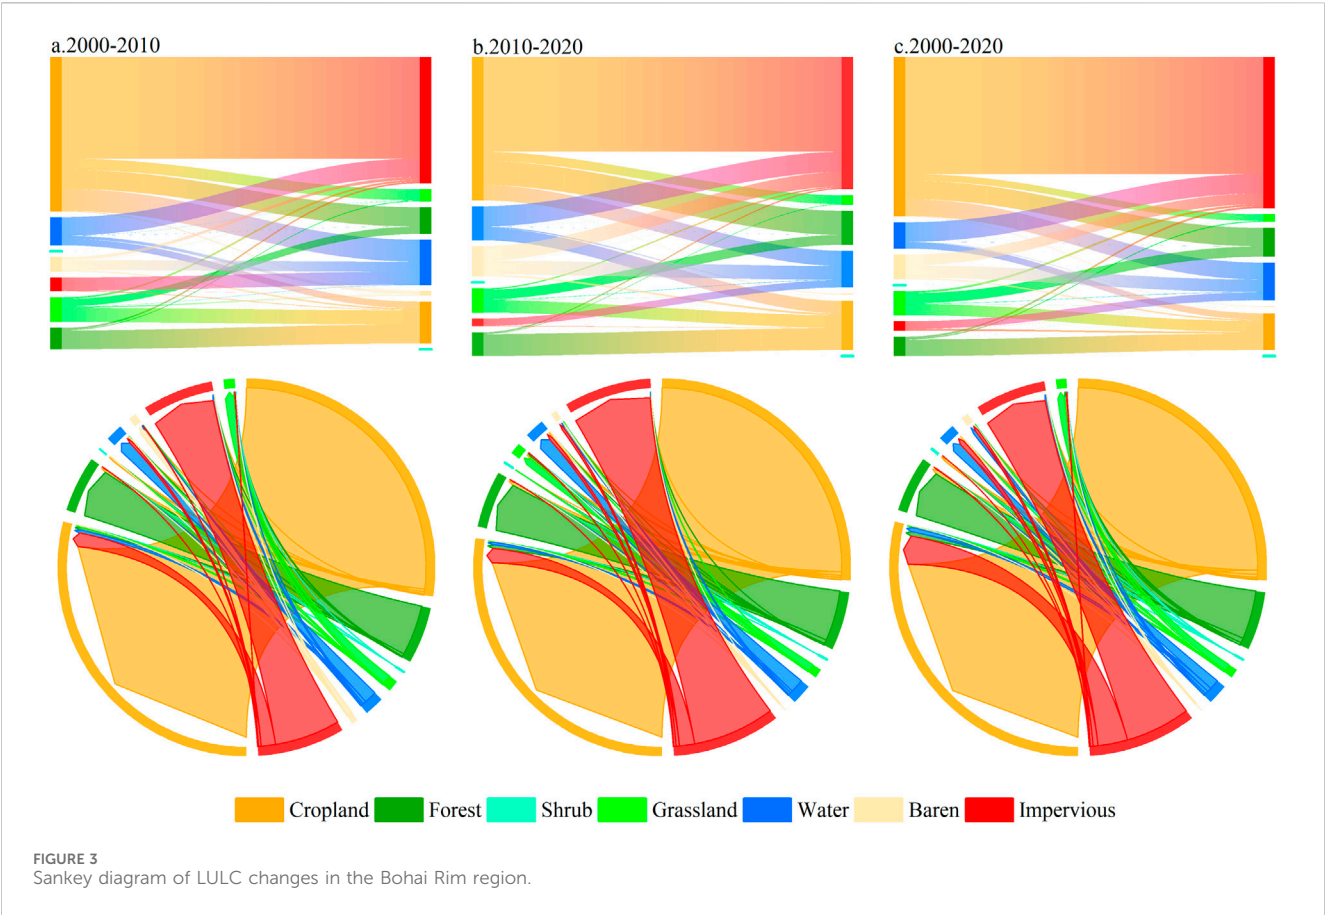 a.2000-2010
b.2010-2020
c.2000-2020
Cropland Forest Shrub Grassland Water Baren Impervious
FIGURE 3
Sankey diagram of LULC changes in the Bohai Rim region.